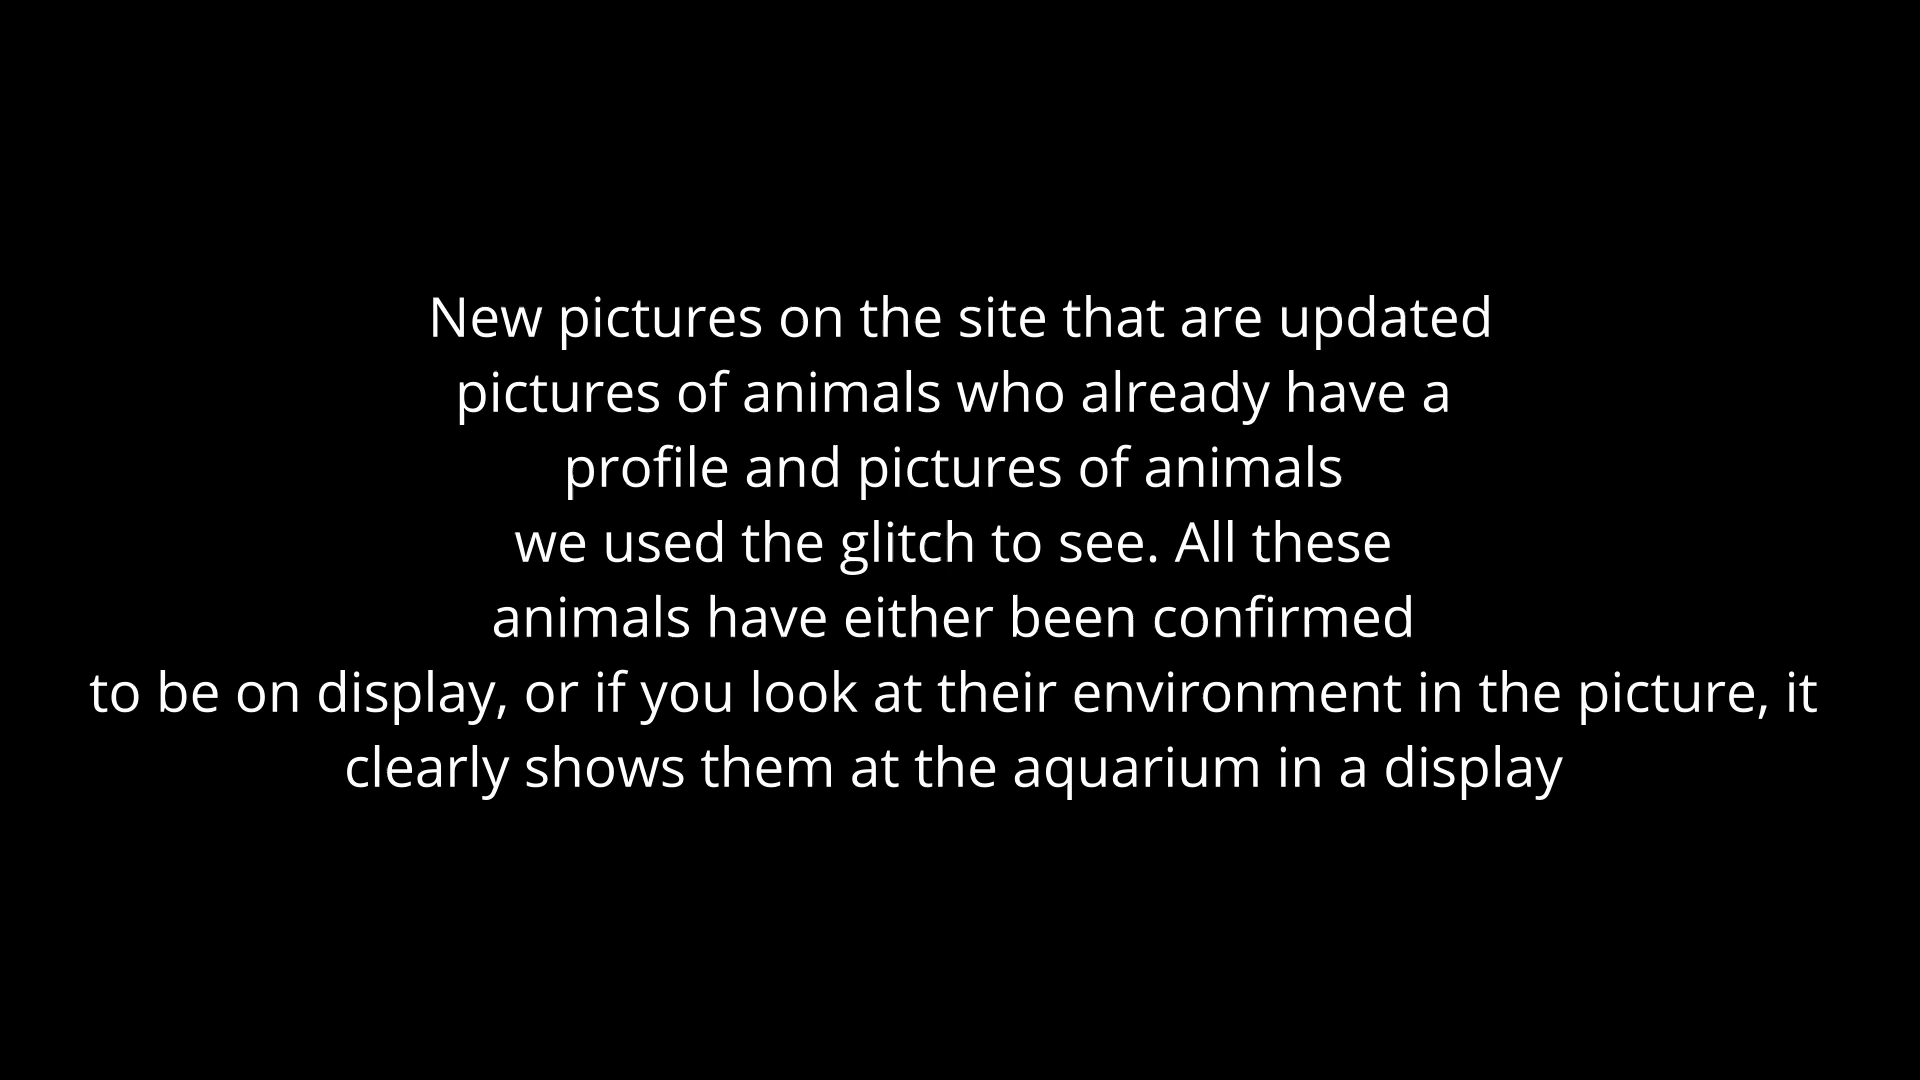 New pictures on the site that are updated
pictures of animals who already have a
profile and pictures of animals
we used the glitch to see. All these
animals have either been confirmed
to be on display, or if you look at their environment in the picture, it
clearly shows them at the aquarium in a display